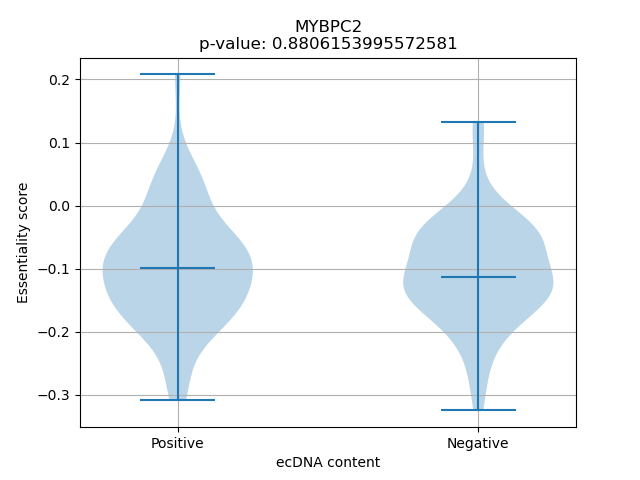 MYBPC2
p-value: 0.8806153995572581
Essentiality score
0.2
0.1
0.0
−0.1
−0.2
−0.3
Positive
Negative
ecDNA content